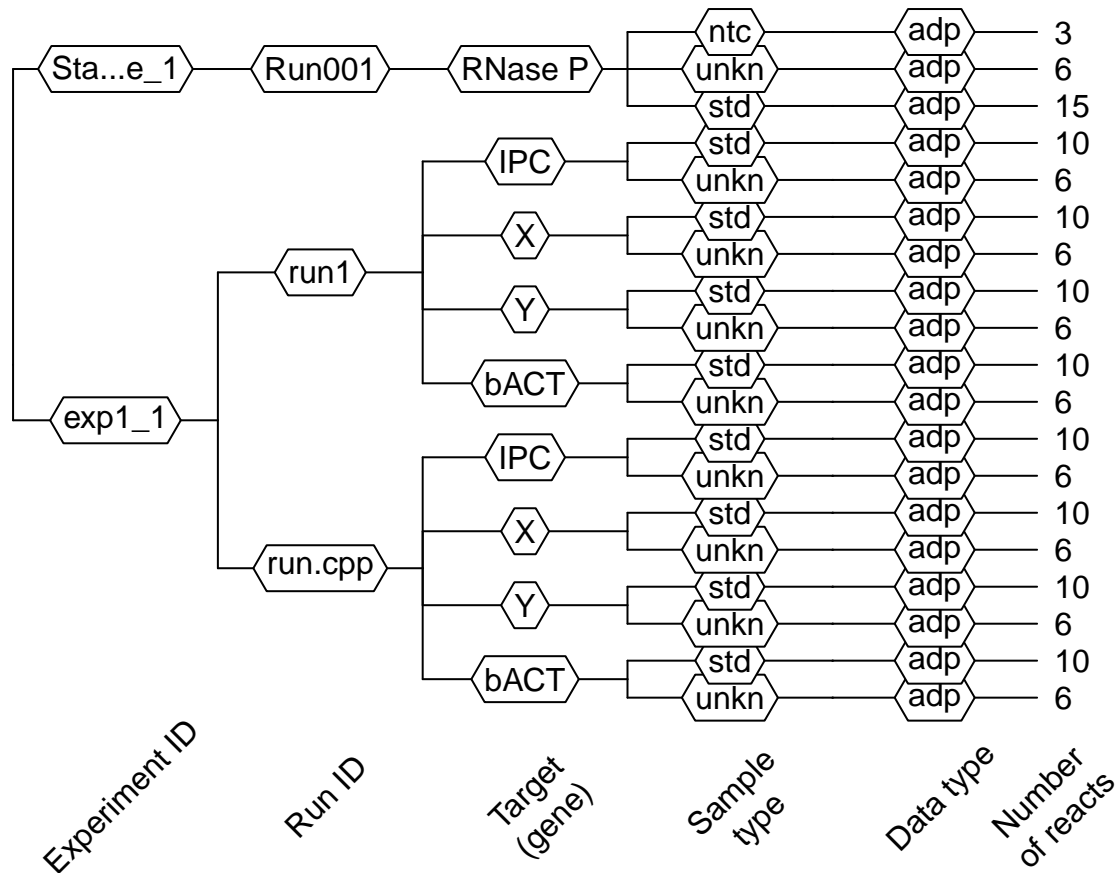 ntc adp 3
Sta...e_1 Run001 RNase P unkn adp 6
std adp 15
std adp 10
IPC
unkn adp 6
std adp 10
X
unkn adp 6
run1
std adp 10
Y
unkn adp 6
std adp 10
bACT
unkn adp 6
exp1_1
std adp 10
IPC
unkn adp 6
std adp 10
X
unkn adp 6
run.cpp
std adp 10
Y
unkn adp 6
std adp 10
bACT
unkn adp 6
Experiment ID
Run ID
Target
(gene)
Sample
type
Data type
Number
of reacts